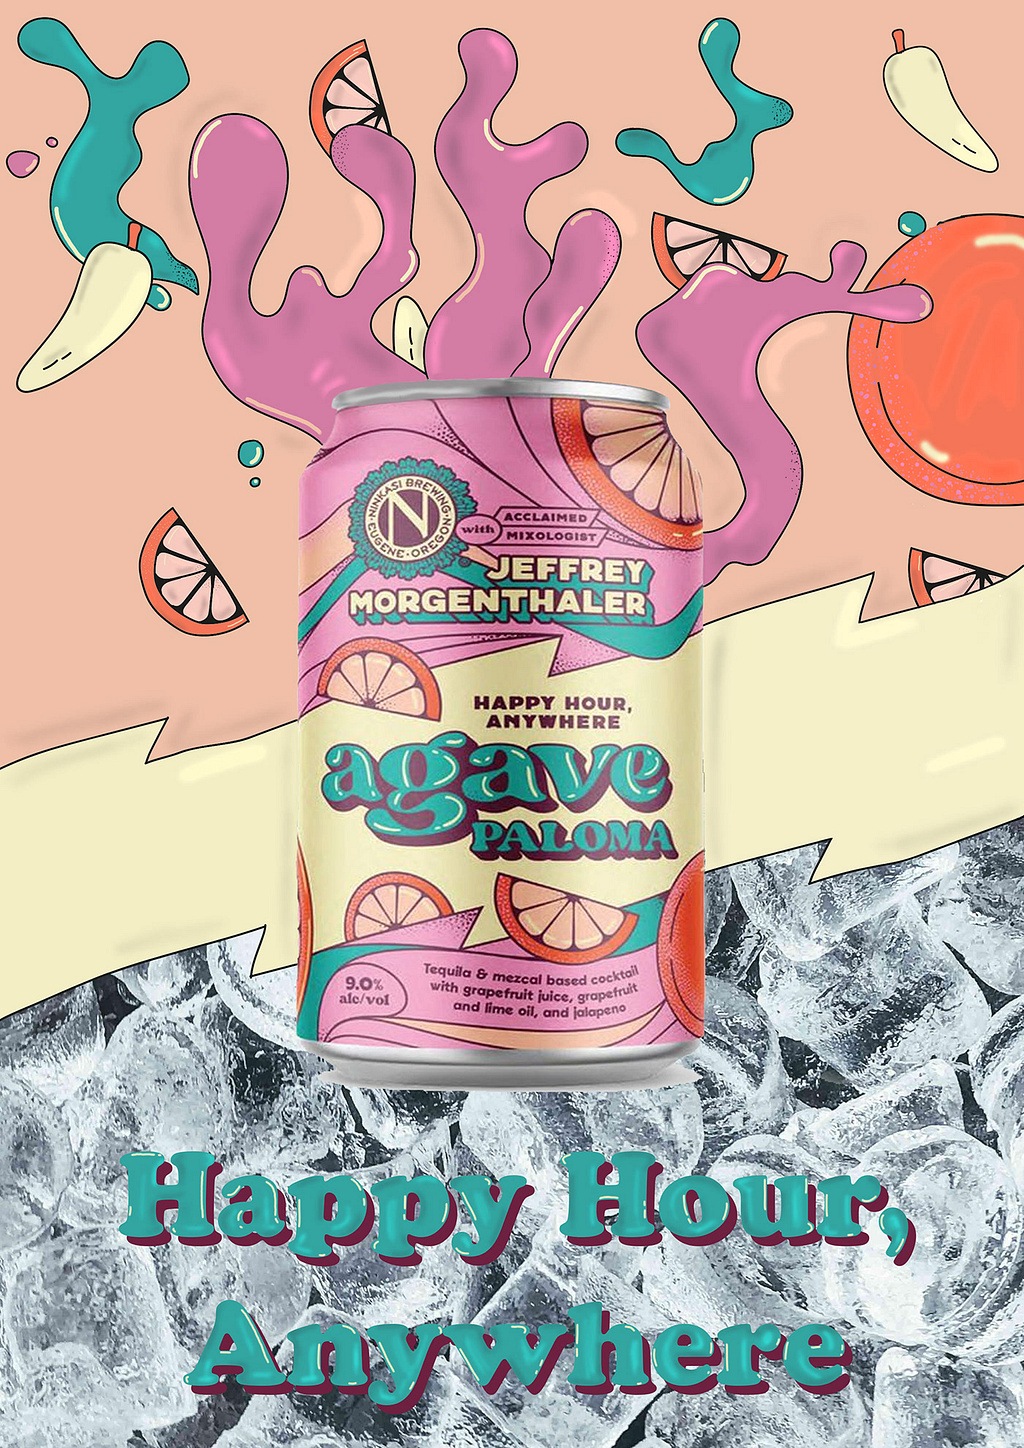 NINKASI BREWING
EUGENE·OREGON
N
with
ACCLAIMED
MIXOLOGIST
JEFFREY
MORGENTHALER
HAPPY HOUR,
ANYWHERE
agave
PALOMA
9.0%
alc/vol
Tequila & mezcal based cocktail
with grapefruit juice, grapefruit
and lime oil, and jalapeno
Happy Hour,
Anywhere